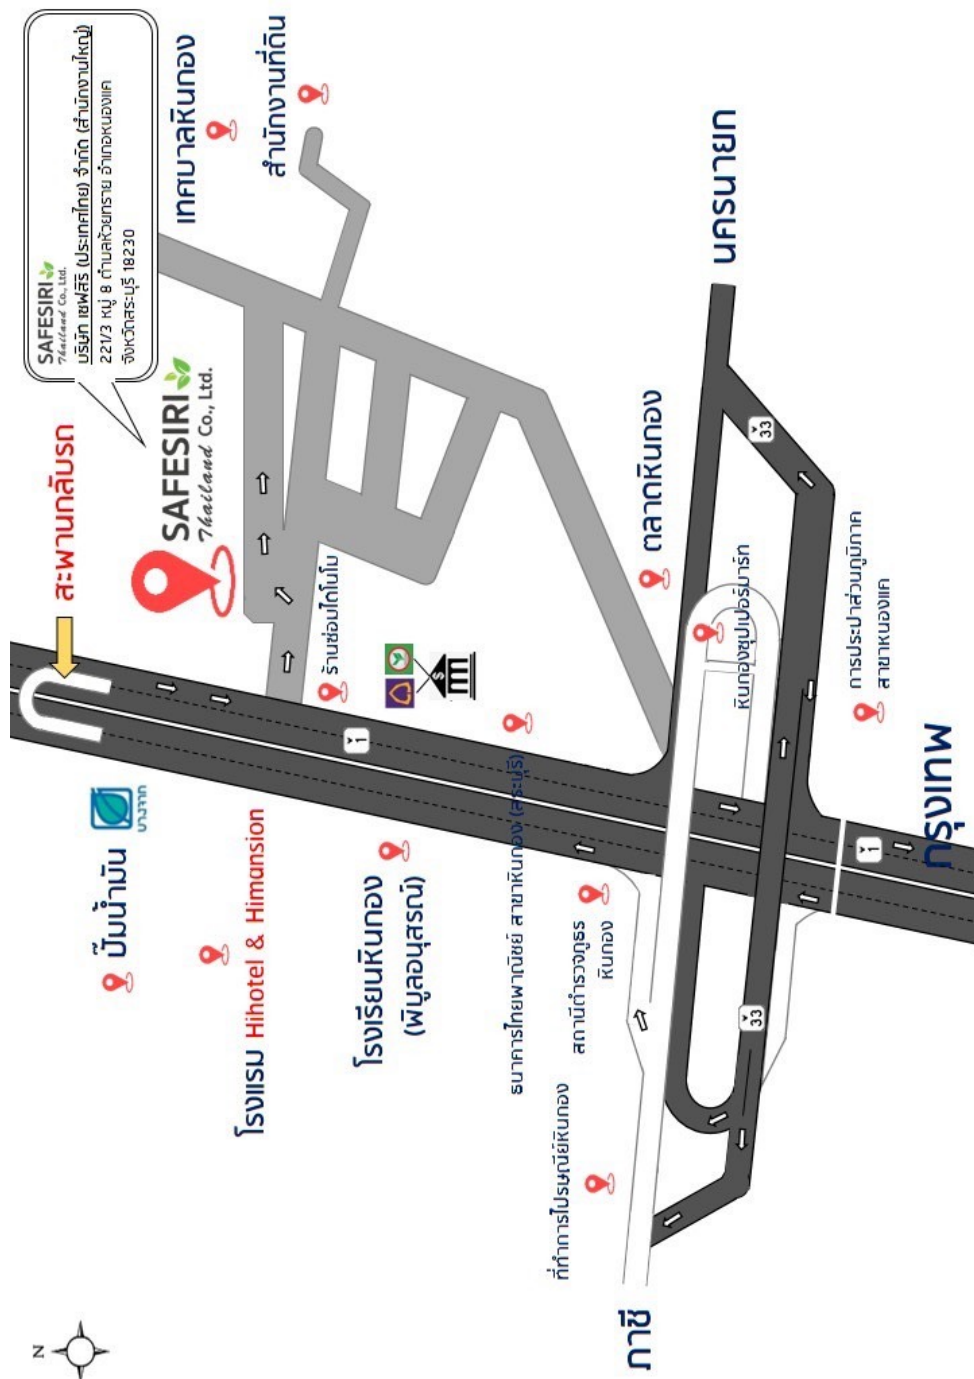 SAFESIRI
Thailand Co., Ltd.
บริษัท เซฟสิริ (ประเทศไทย) จำกัด (สำนักงานใหญ่)
221/3 หมู่ 8 ตำบลห้วยทราย อำเภอหนองแค
จังหวัดสระบุรี 18230
เทศบาลหินกอง
สำนักงานที่ดิน
สะพานกลับรถ
SAFESIRI
Thailand Co., Ltd.
ร้านซ่อมไดโนโม
ตลาดหินกอง
นครนายก
33
หินกองซุปเปอร์มาร์ท
การประปาส่วนภูมิภาค
สาขาหนองแค
1
บางจาก
ปั๊มน้ำมัน
โรงแรม Hihotel & Himansion
โรงเรียนหินกอง
(พิบูลอนุสรณ์)
ธนาคารไทยพาณิชย์ สาขาหินกอง (สระบุรี)
สถานีตำรวจภูธร
หินกอง
1
กรุงเทพ
33
ที่ทำการไปรษณีย์หินกอง
ภาชี
N